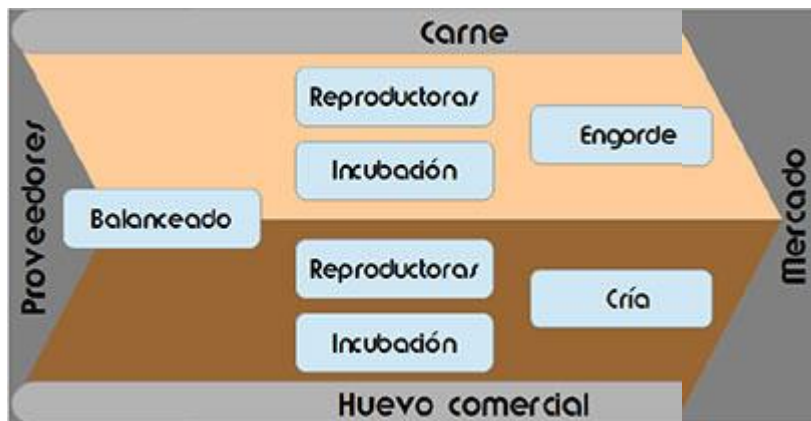 Carne
Proveedores
Balanceado
Reproductoras
Incubación
Engorde
Reproductoras
Incubación
Cría
Mercado
Huevo comercial